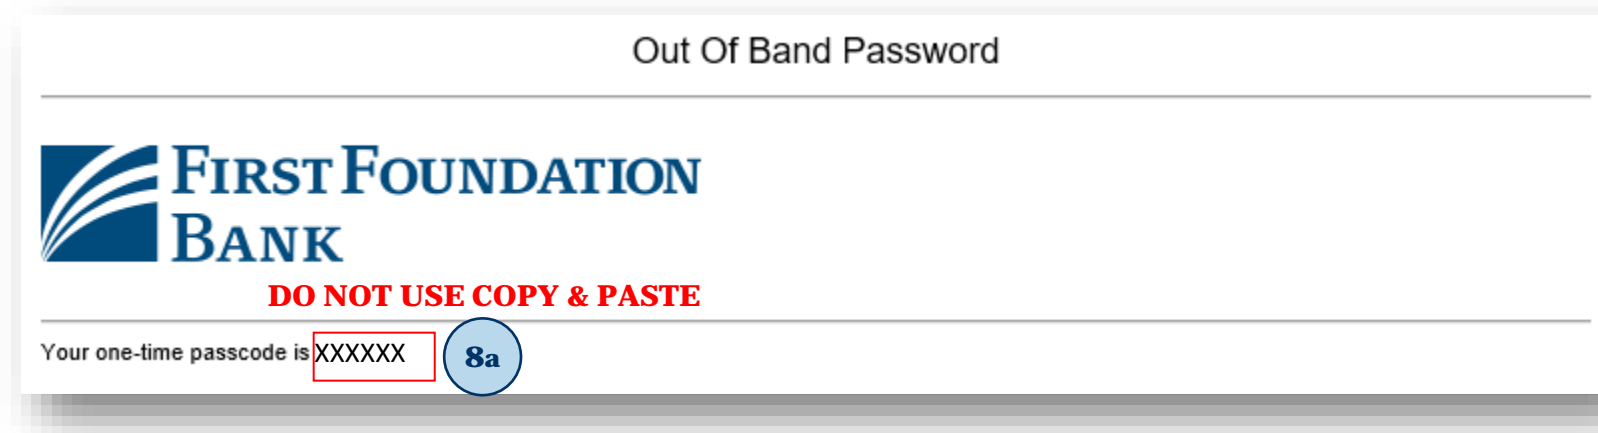 Out Of Band Password
FIRST FOUNDATION
BANK
DO NOT USE COPY & PASTE
Your one-time passcode is XXXXXX 8a